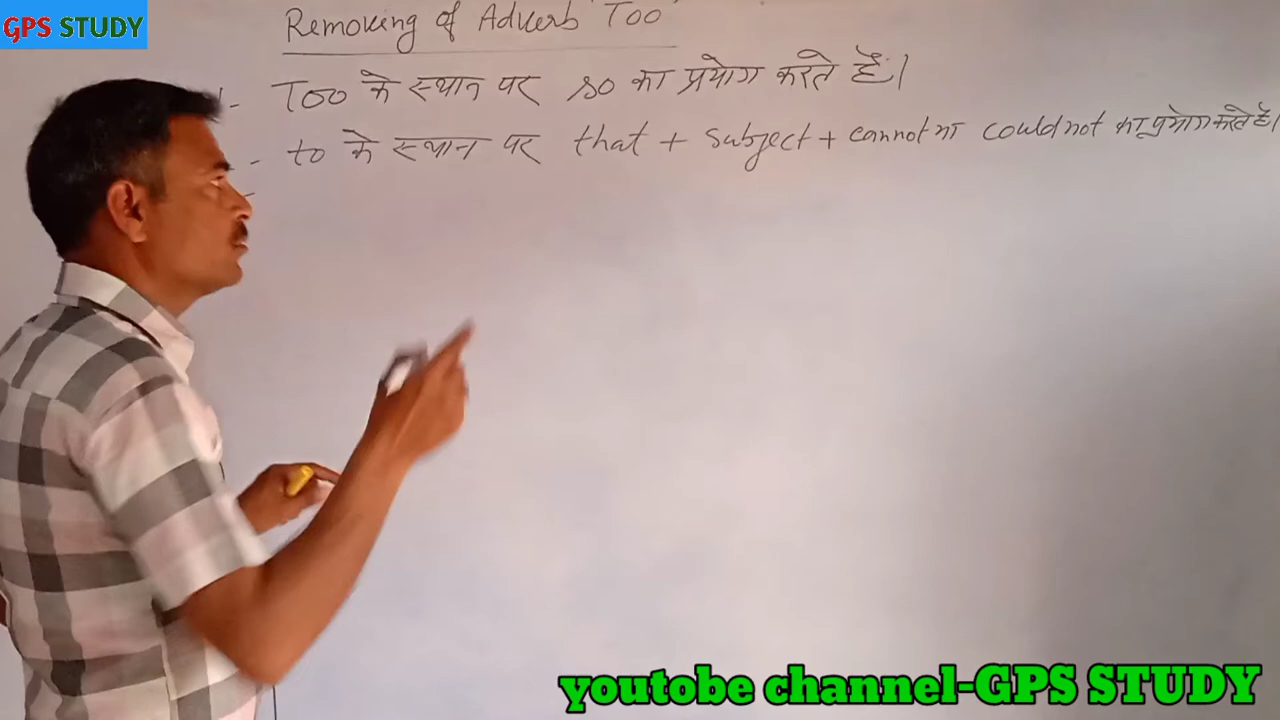 GPS STUDY
Removing of Adverb "Too"
1- Too के स्थान पर so का प्रयोग करते हैं।
- to के स्थान पर that + subject + cannot या could not का प्रयोग करते हैं।
-
youtobe channel-GPS STUDY